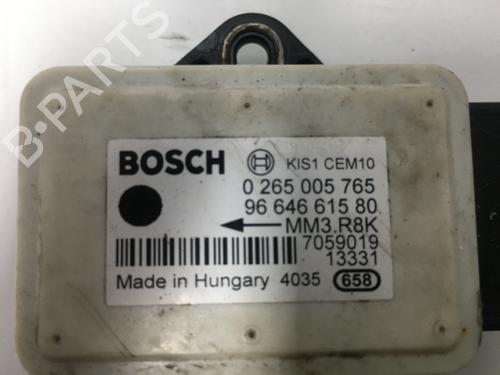 BOSCH KIS1 CEM10
0 265 005 765
96 646 615 80
MM3.R8K
7059019
13331
Made in Hungary 4035 658